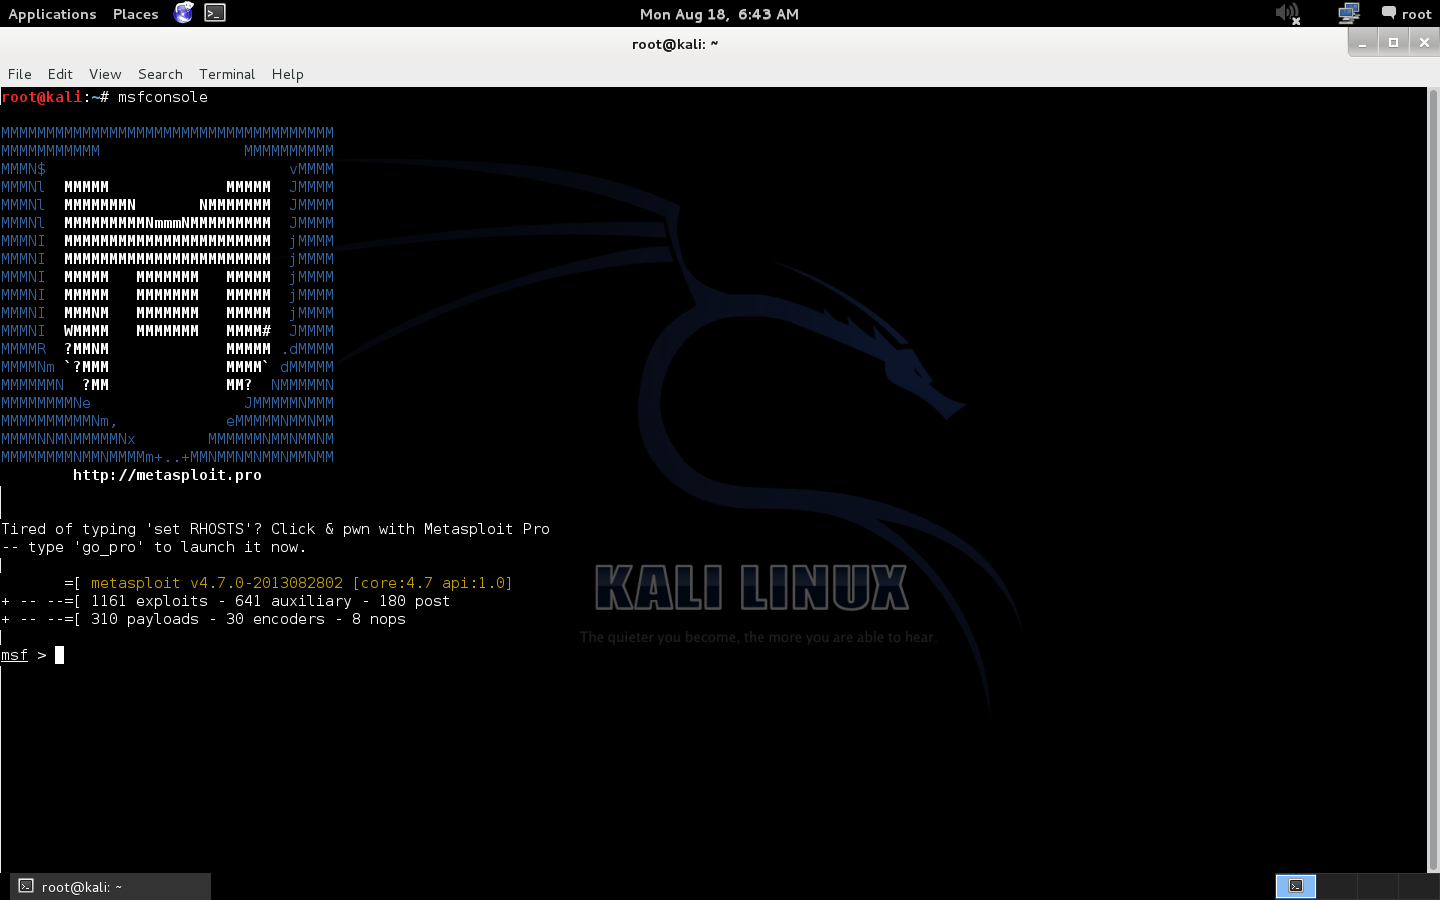 Applications Places Mon Aug 18, 6:43 AM root
root@kali: ~
File Edit View Search Terminal Help
root@kali:~# msfconsole
MMMMMMMMMMMMMMMMMMMMMMMMMMMMMMMMMMMMM
MMMMMMMMMMM                MMMMMMMMMM
MMMN$                           vMMMM
MMMNl  MMMMM             MMMMM  JMMMM
MMMNl  MMMMMMMN       NMMMMMMM  JMMMM
MMMNl  MMMMMMMMMNmmmNMMMMMMMMM  JMMMM
MMMNI  MMMMMMMMMMMMMMMMMMMMMMM  jMMMM
MMMNI  MMMMMMMMMMMMMMMMMMMMMMM  jMMMM
MMMNI  MMMMM   MMMMMMM   MMMMM  jMMMM
MMMNI  MMMMM   MMMMMMM   MMMMM  jMMMM
MMMNI  MMMNM   MMMMMMM   MMMMM  jMMMM
MMMNI  WMMMM   MMMMMMM   MMMM#  JMMMM
MMMMR  ?MMNM             MMMMM .dMMMM
MMMMNm `?MMM             MMMM` dMMMMM
MMMMMMN  ?MM             MM?  NMMMMMN
MMMMMMMMNe                 JMMMMMNMMM
MMMMMMMMMMNm,            eMMMMMNMMNMM
MMMMNNMNMMMMMNx        MMMMMMNMMNMMNM
MMMMMMMMNMMNMMMMm+..+MMNMMNMNMMNMMNMM
http://metasploit.pro
Tired of typing 'set RHOSTS'? Click & pwn with Metasploit Pro
-- type 'go_pro' to launch it now.
=[ metasploit v4.7.0-2013082802 [core:4.7 api:1.0]
+ -- --=[ 1161 exploits - 641 auxiliary - 180 post
+ -- --=[ 310 payloads - 30 encoders - 8 nops
msf >
KALI LINUX
The quieter you become, the more you are able to hear.
root@kali: ~